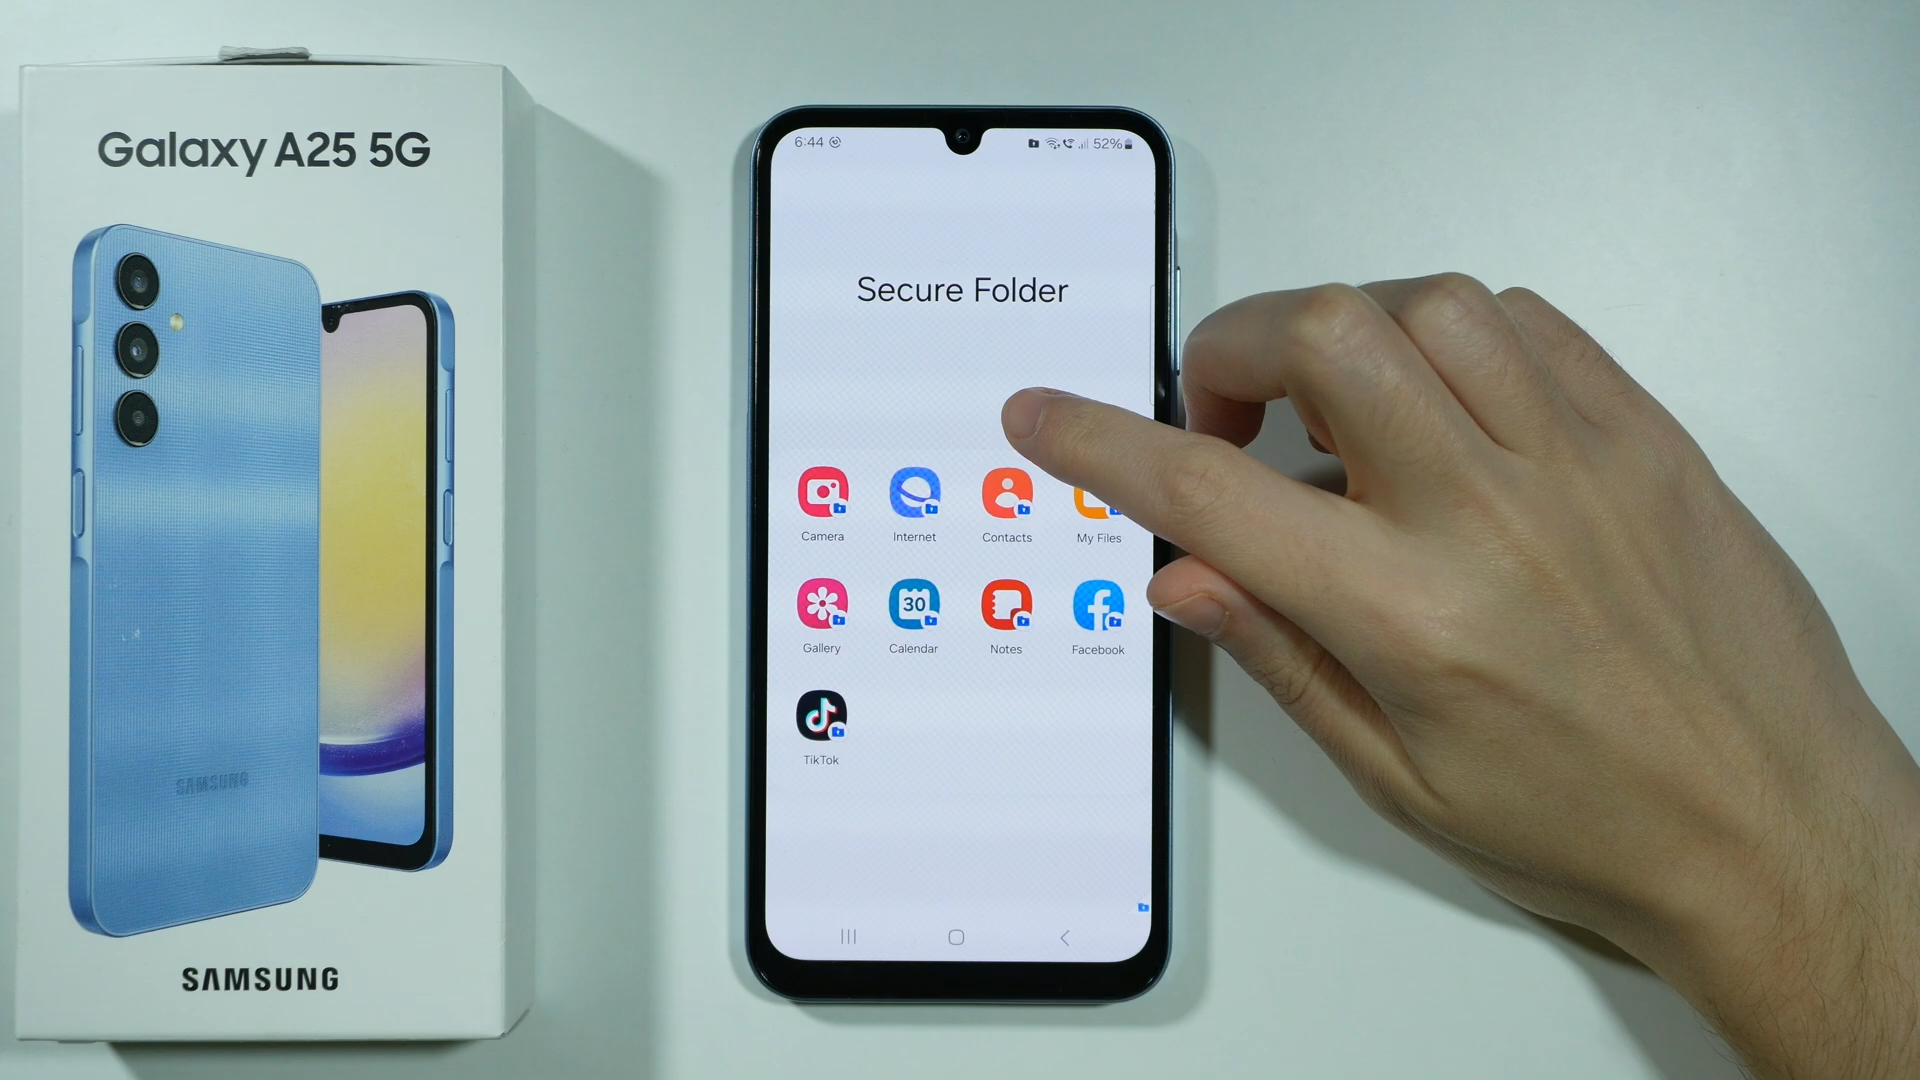 Galaxy A25 5G
SAMSUNG
SAMSUNG
6:44
52%
Secure Folder
Camera
Internet
Contacts
My Files
Gallery
30
Calendar
Notes
Facebook
TikTok